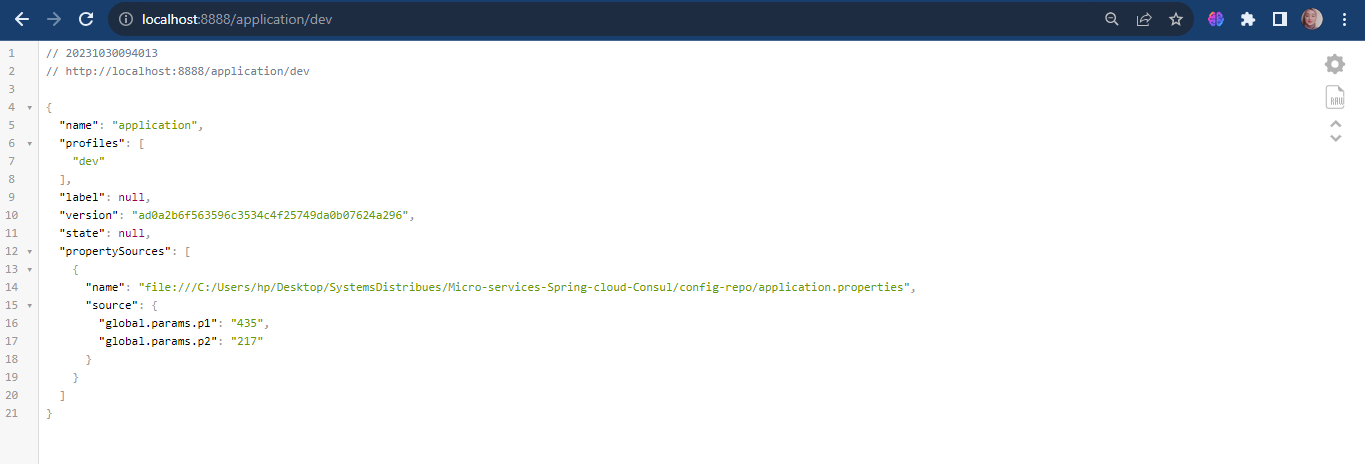 localhost:8888/application/dev
1 // 20231030094013
2 // http://localhost:8888/application/dev
3
4 {
5 "name": "application",
6 "profiles": [
7 "dev"
8 ],
9 "label": null,
10 "version": "ad0a2b6f563596c3534c4f25749da0b07624a296",
11 "state": null,
12 "propertySources": [
13 {
14 "name": "file:///C:/Users/hp/Desktop/SystemsDistribues/Micro-services-Spring-cloud-Consul/config-repo/application.properties",
15 "source": {
16 "global.params.p1": "435",
17 "global.params.p2": "217"
18 }
19 }
20 ]
21 }
RAW